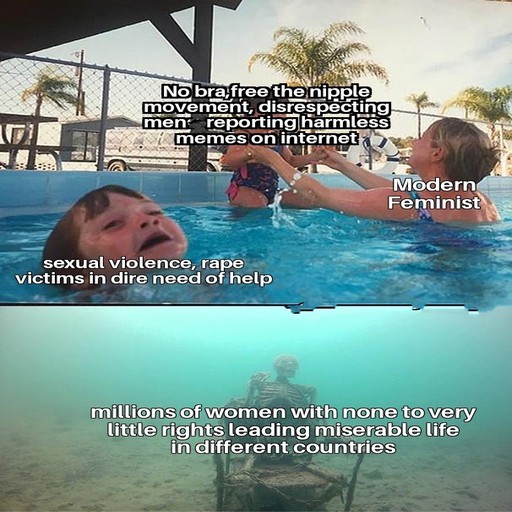 No bra,free the nipple
movement, disrespecting
men reporting harmless
memes on internet
Modern
Feminist
sexual violence, rape
victims in dire need of help
millions of women with none to very
little rights leading miserable life
in different countries